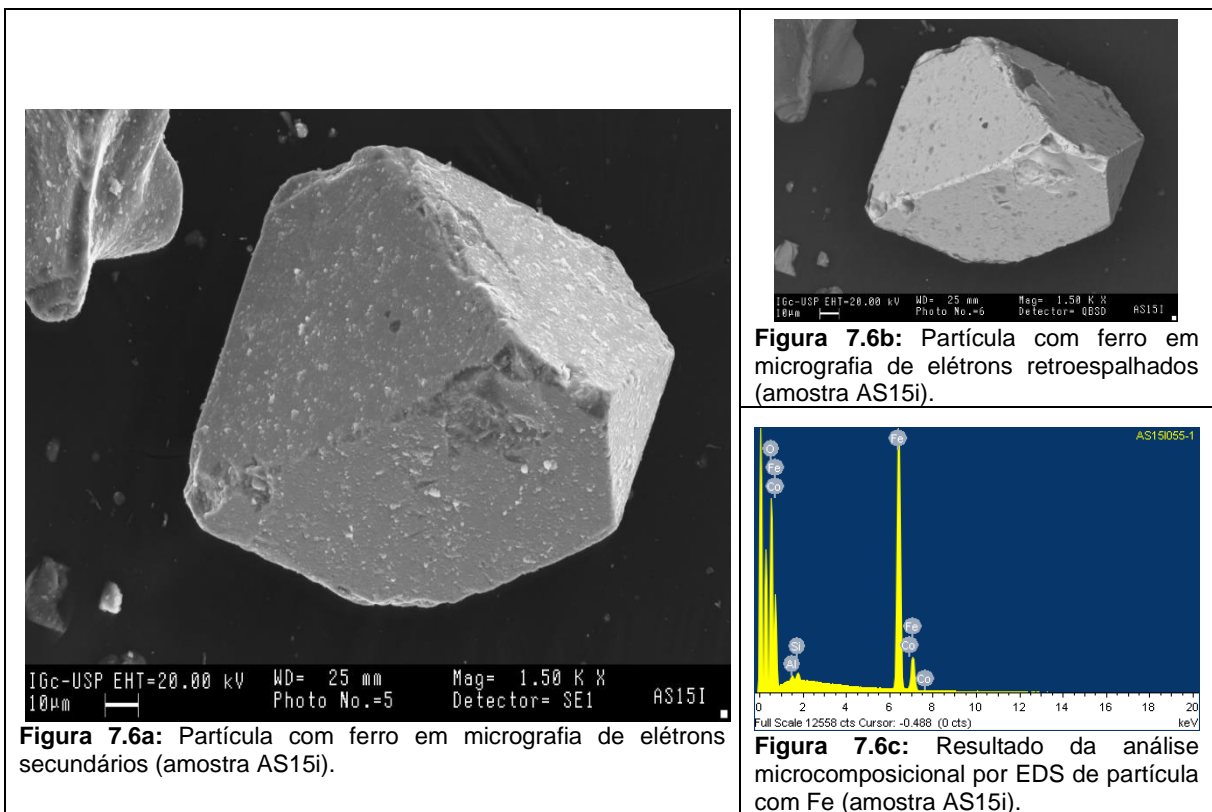 IGc-USP EHT=20.00 kV WD= 25 mm Mag= 1.50 K X
10µm Photo No.=5 Detector= SE1 AS15I
Figura 7.6a: Partícula com ferro em micrografia de elétrons
secundários (amostra AS15i).
IGc-USP EHT=20.00 kV WD= 25 mm Mag= 1.50 K X
10µm Photo No.=6 Detector= QBSD AS15I
Figura 7.6b: Partícula com ferro em
micrografia de elétrons retroespalhados
(amostra AS15i).
AS15I055-1
O
Fe
Co
Si
Al
Fe
Fe
Co
Co
0 2 4 6 8 10 12 14 16 18 20
Full Scale 12558 cts Cursor: -0.488 (0 cts) keV
Figura 7.6c: Resultado da análise
microcomposicional por EDS de partícula
com Fe (amostra AS15i).